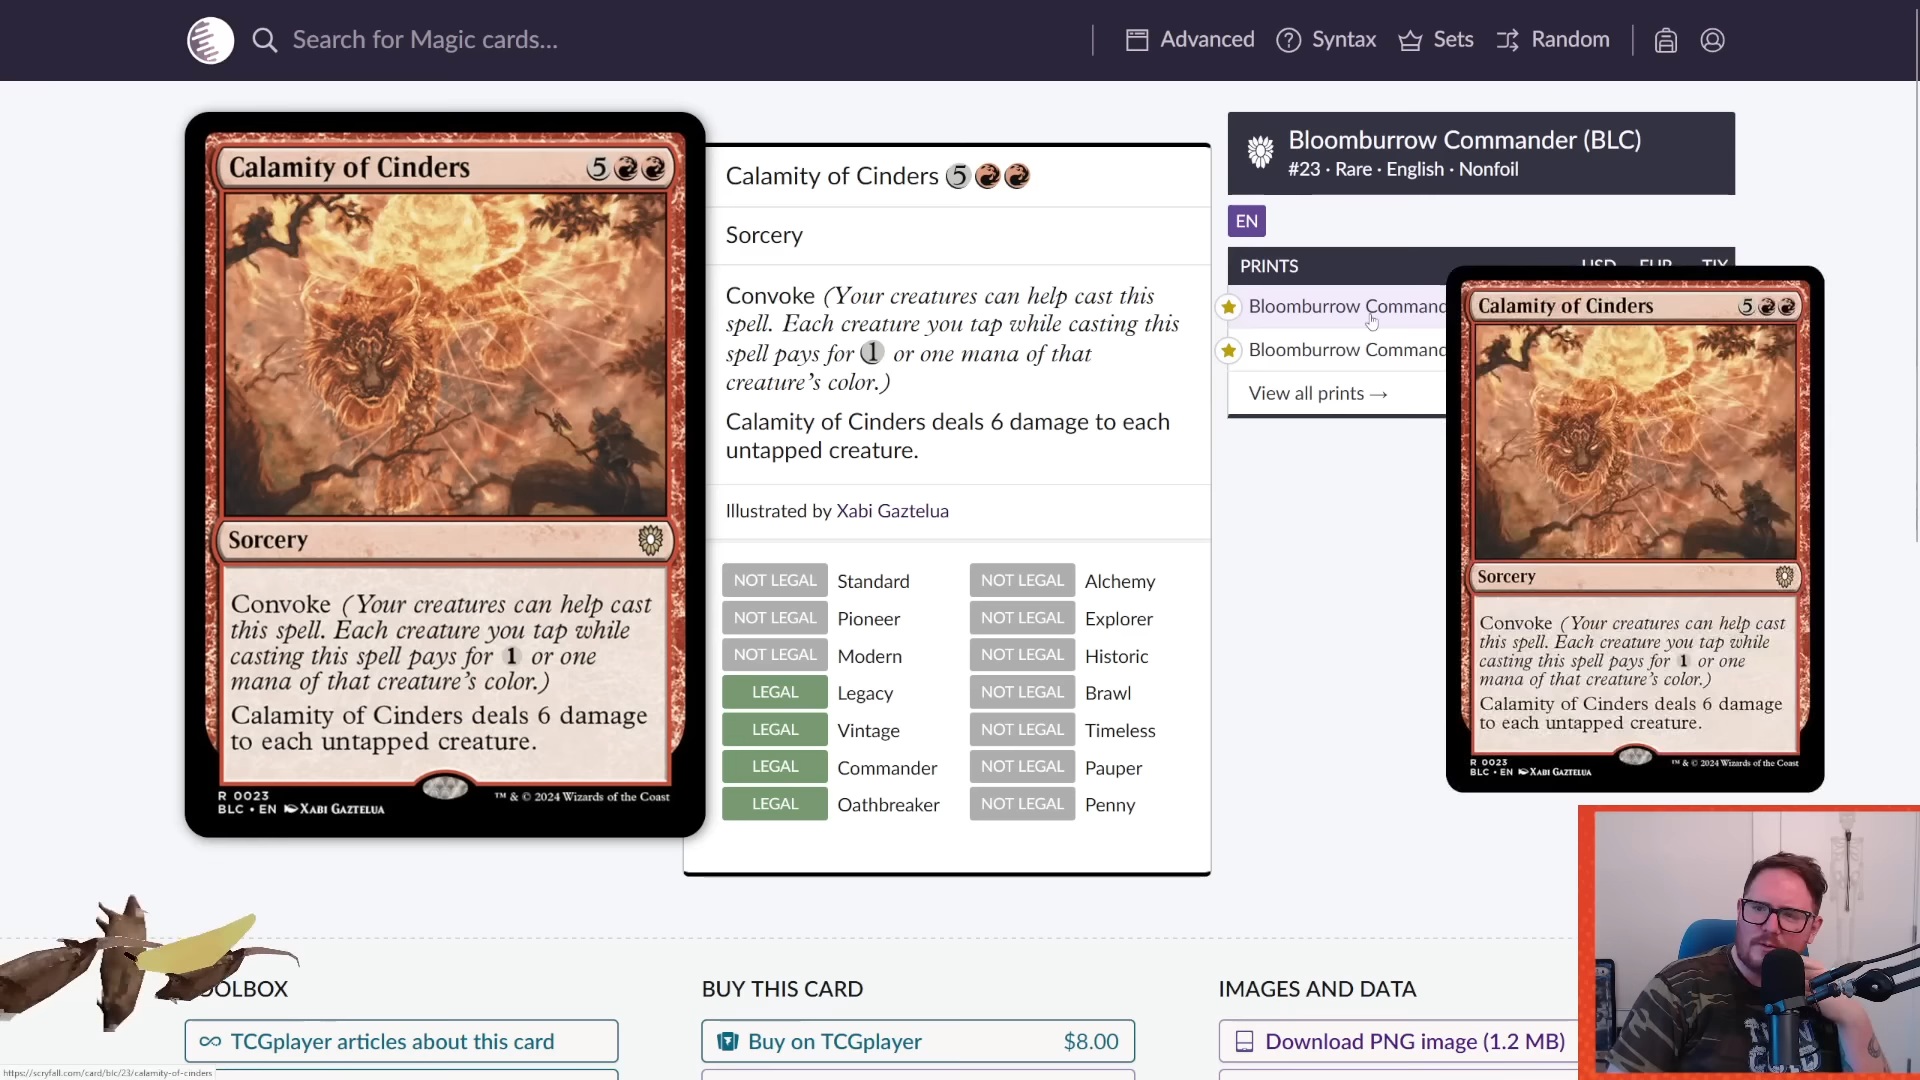 Search for Magic cards...
Advanced
Syntax
Sets
Random
Calamity of Cinders 5
Sorcery
Convoke (Your creatures can help cast
this spell. Each creature you tap while
casting this spell pays for 1 or one
mana of that creature's color.)
Calamity of Cinders deals 6 damage
to each untapped creature.
R 0023
BLC • EN Xabi Gaztelua
™ & © 2024 Wizards of the Coast
Calamity of Cinders 5
Sorcery
Convoke (Your creatures can help cast this
spell. Each creature you tap while casting this
spell pays for 1 or one mana of that
creature's color.)
Calamity of Cinders deals 6 damage to each
untapped creature.
Illustrated by Xabi Gaztelua
NOT LEGAL Standard NOT LEGAL Alchemy
NOT LEGAL Pioneer NOT LEGAL Explorer
NOT LEGAL Modern NOT LEGAL Historic
LEGAL Legacy NOT LEGAL Brawl
LEGAL Vintage NOT LEGAL Timeless
LEGAL Commander NOT LEGAL Pauper
LEGAL Oathbreaker NOT LEGAL Penny
Bloomburrow Commander (BLC)
#23 · Rare · English · Nonfoil
EN
PRINTS USD EUR TIX
Bloomburrow Command
Bloomburrow Command
View all prints →
Calamity of Cinders 5
Sorcery
Convoke (Your creatures can help cast
this spell. Each creature you tap while
casting this spell pays for 1 or one
mana of that creature's color.)
Calamity of Cinders deals 6 damage
to each untapped creature.
R 0023
BLC • EN Xabi Gaztelua
™ & © 2024 Wizards of the Coast
OLBOX
TCGplayer articles about this card
BUY THIS CARD
Buy on TCGplayer $8.00
IMAGES AND DATA
Download PNG image (1.2 MB)
https://scryfall.com/card/blc/23/calamity-of-cinders